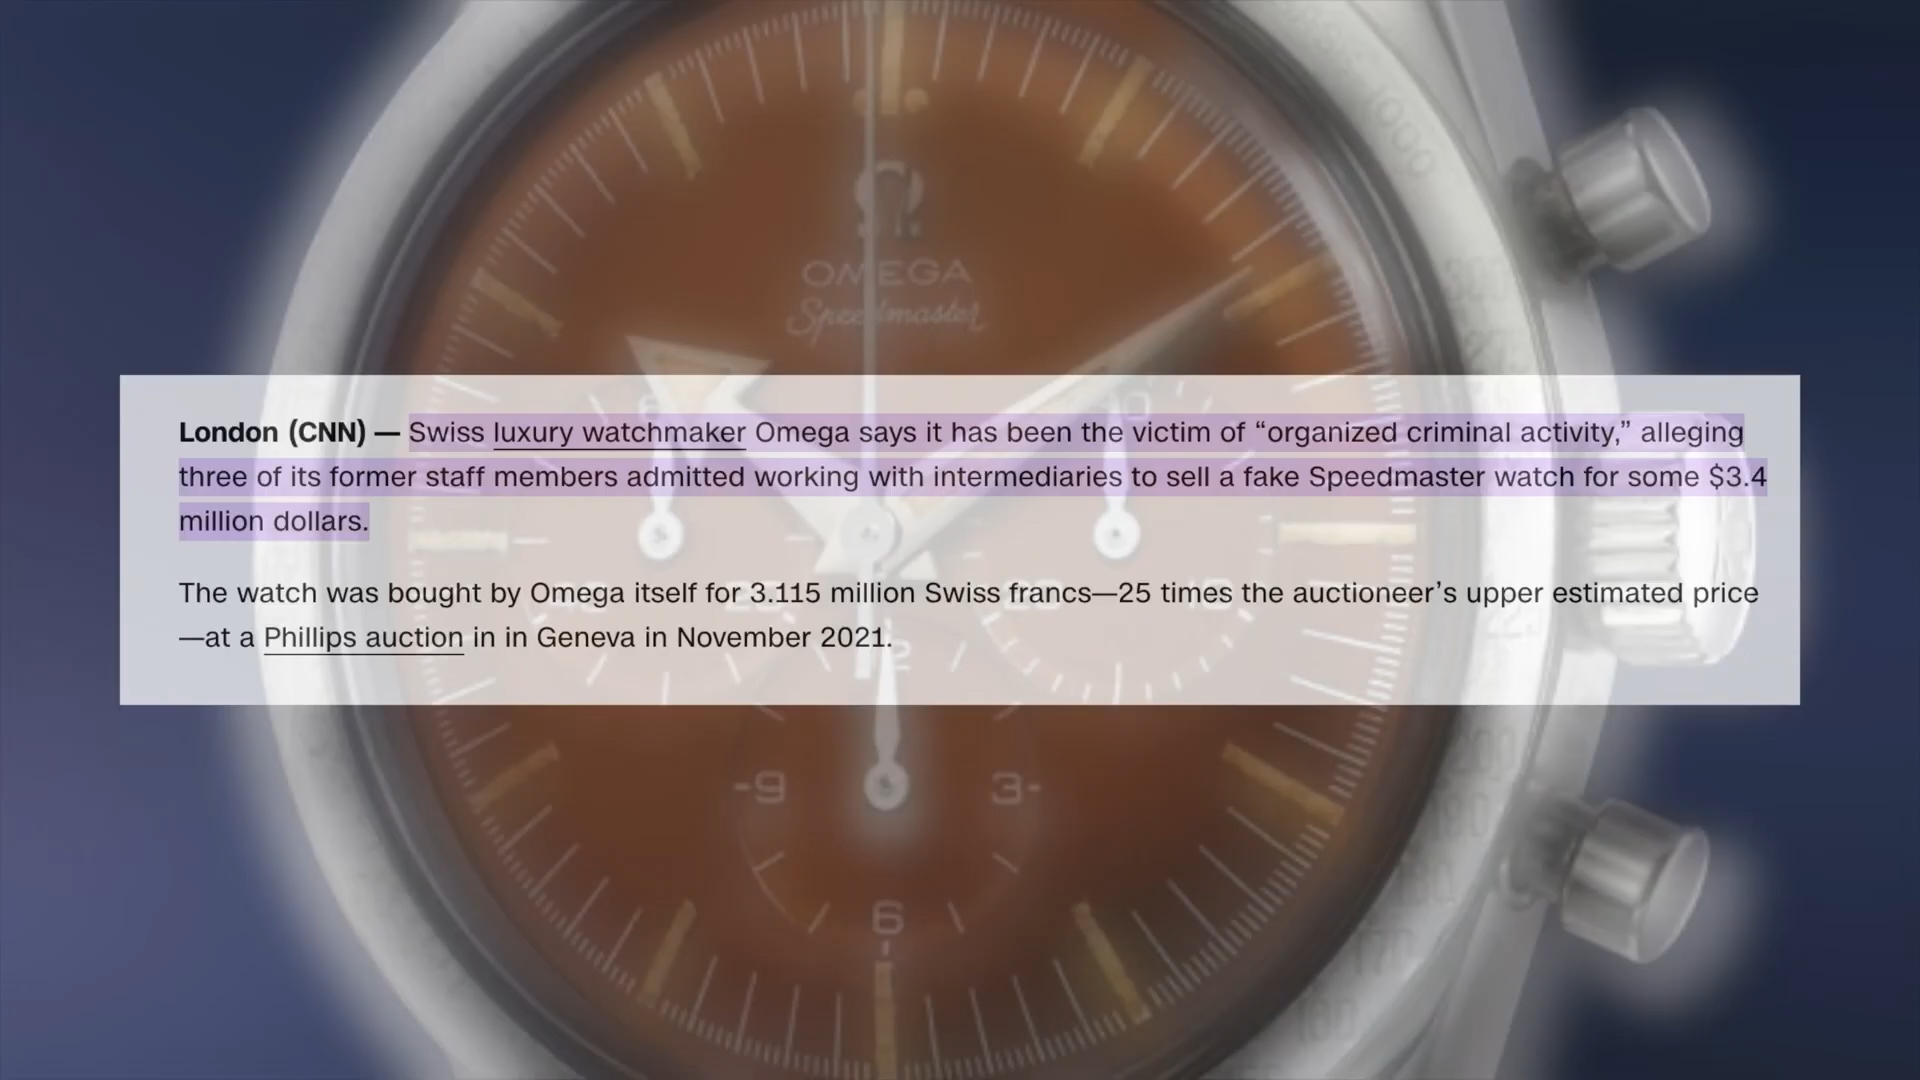 OMEGA
Speedmaster
London (CNN) — Swiss luxury watchmaker Omega says it has been the victim of “organized criminal activity,” alleging
three of its former staff members admitted working with intermediaries to sell a fake Speedmaster watch for some $3.4
million dollars.
The watch was bought by Omega itself for 3.115 million Swiss francs—25 times the auctioneer’s upper estimated price
—at a Phillips auction in in Geneva in November 2021.
-9
3-
6